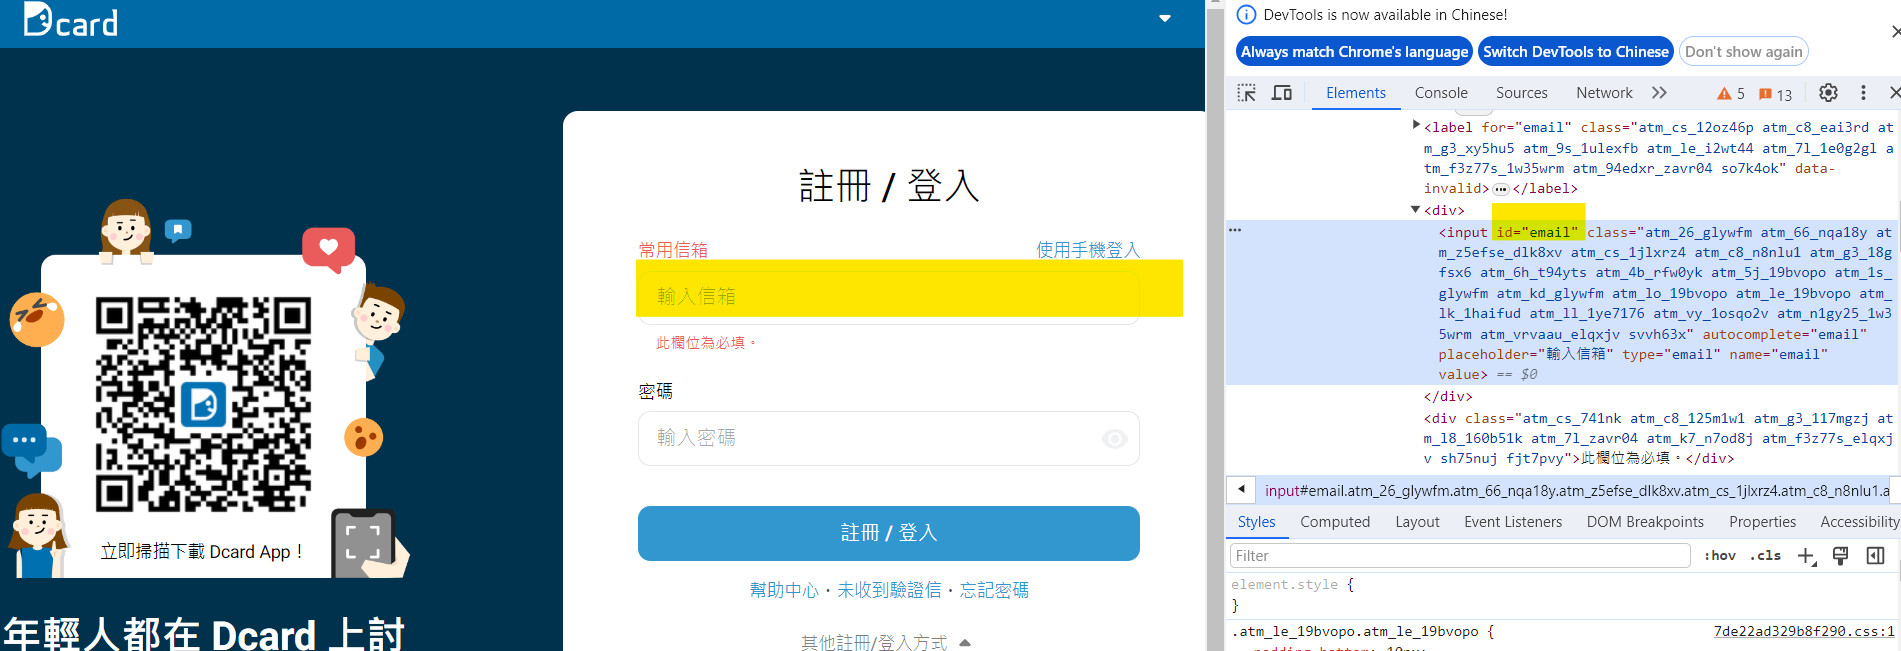 Dcard
註冊 / 登入
常用信箱
使用手機登入
輸入信箱
此欄位為必填。
密碼
輸入密碼
註冊 / 登入
幫助中心・未收到驗證信・忘記密碼
其他註冊/登入方式
立即掃描下載 Dcard App！
年輕人都在 Dcard 上討
DevTools is now available in Chinese!
Always match Chrome's language
Switch DevTools to Chinese
Don't show again
Elements
Console
Sources
Network
5
13
<label for="email" class="atm_cs_12oz46p atm_c8_eai3rd at
m_g3_xy5hu5 atm_9s_1ulexfb atm_le_i2wt44 atm_7l_1e0g2gl a
tm_f3z77s_1w35wrm atm_94edxr_zavr04 so7k4ok" data-
invalid>…</label>
<div>
<input id="email" class="atm_26_glywfm atm_66_nqa18y at
m_z5efse_dlk8xv atm_cs_1jlxrz4 atm_c8_n8nlu1 atm_g3_18g
fsx6 atm_6h_t94yts atm_4b_rfw0yk atm_5j_19bvopo atm_1s_
glywfm atm_kd_glywfm atm_lo_19bvopo atm_le_19bvopo atm_
lk_1haifud atm_ll_1ye7176 atm_vy_1osqo2v atm_n1gy25_1w3
5wrm atm_vrvaau_elqxjv svvh63x" autocomplete="email"
placeholder="輸入信箱" type="email" name="email"
value> == $0
</div>
<div class="atm_cs_741nk atm_c8_125m1w1 atm_g3_117mgzj at
m_l8_160b51k atm_7l_zavr04 atm_k7_n7od8j atm_f3z77s_elqxj
v sh75nuj fjt7pvy">此欄位為必填。</div>
input#email.atm_26_glywfm.atm_66_nqa18y.atm_z5efse_dlk8xv.atm_cs_1jlxrz4.atm_c8_n8nlu1.a
Styles
Computed
Layout
Event Listeners
DOM Breakpoints
Properties
Accessibility
Filter
:hov
.cls
element.style {
}
.atm_le_19bvopo.atm_le_19bvopo {
7de22ad329b8f290.css:1